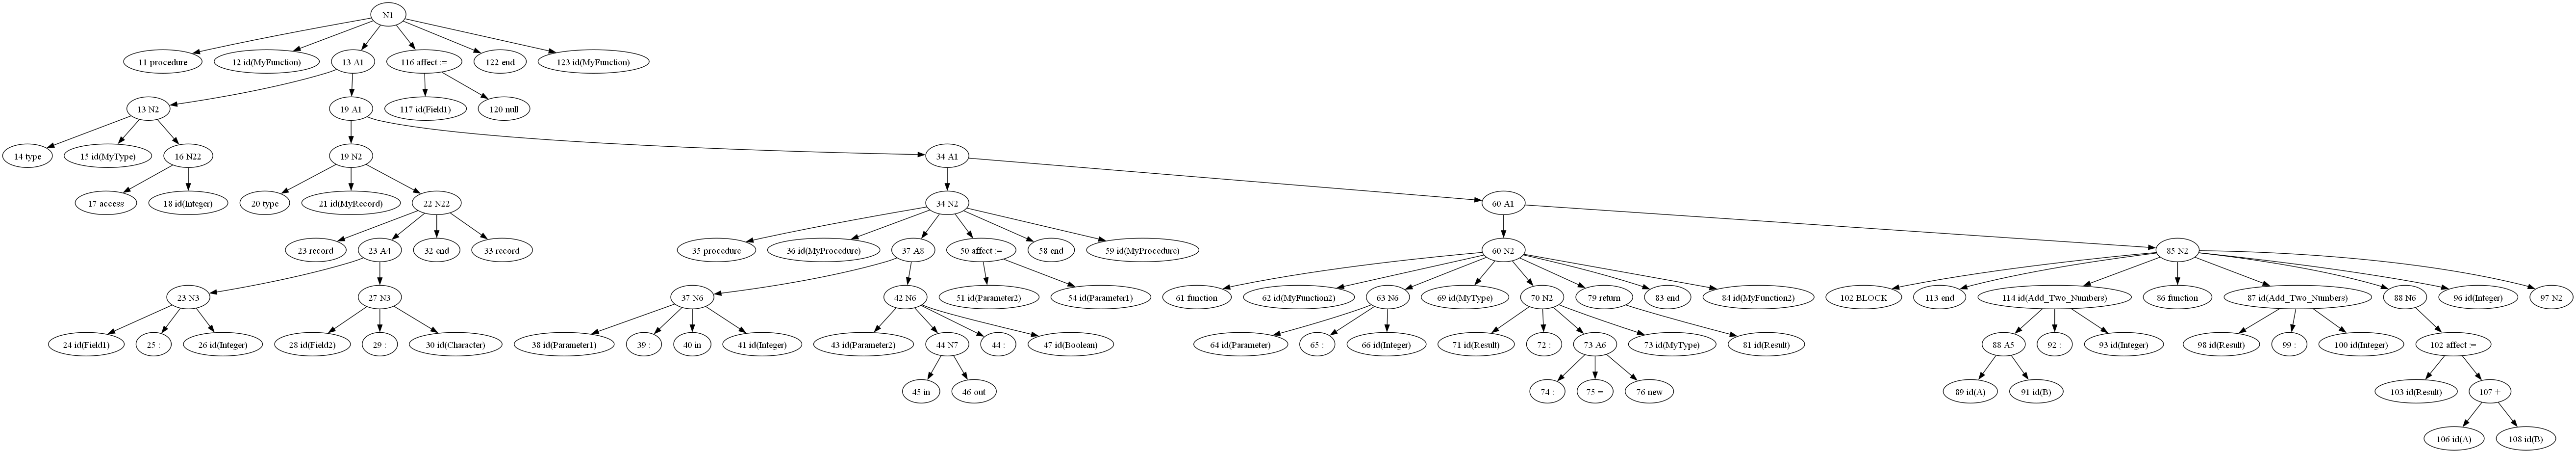 N1
11 procedure
12 id(MyFunction)
13 A1
116 affect :=
122 end
123 id(MyFunction)
13 N2
19 A1
117 id(Field1)
120 null
14 type
15 id(MyType)
16 N22
19 N2
34 A1
17 access
18 id(Integer)
20 type
21 id(MyRecord)
22 N22
34 N2
60 A1
23 record
23 A4
32 end
33 record
35 procedure
36 id(MyProcedure)
37 A8
50 affect :=
58 end
59 id(MyProcedure)
60 N2
85 N2
23 N3
27 N3
37 N6
42 N6
51 id(Parameter2)
54 id(Parameter1)
61 function
62 id(MyFunction2)
63 N6
69 id(MyType)
70 N2
79 return
83 end
84 id(MyFunction2)
102 BLOCK
113 end
114 id(Add_Two_Numbers)
86 function
87 id(Add_Two_Numbers)
88 N6
96 id(Integer)
97 N2
24 id(Field1)
25 :
26 id(Integer)
28 id(Field2)
29 :
30 id(Character)
38 id(Parameter1)
39 :
40 in
41 id(Integer)
43 id(Parameter2)
44 N7
44 :
47 id(Boolean)
64 id(Parameter)
65 :
66 id(Integer)
71 id(Result)
72 :
73 A6
73 id(MyType)
81 id(Result)
88 A5
92 :
93 id(Integer)
98 id(Result)
99 :
100 id(Integer)
102 affect :=
45 in
46 out
74 :
75 =
76 new
89 id(A)
91 id(B)
103 id(Result)
107 +
106 id(A)
108 id(B)